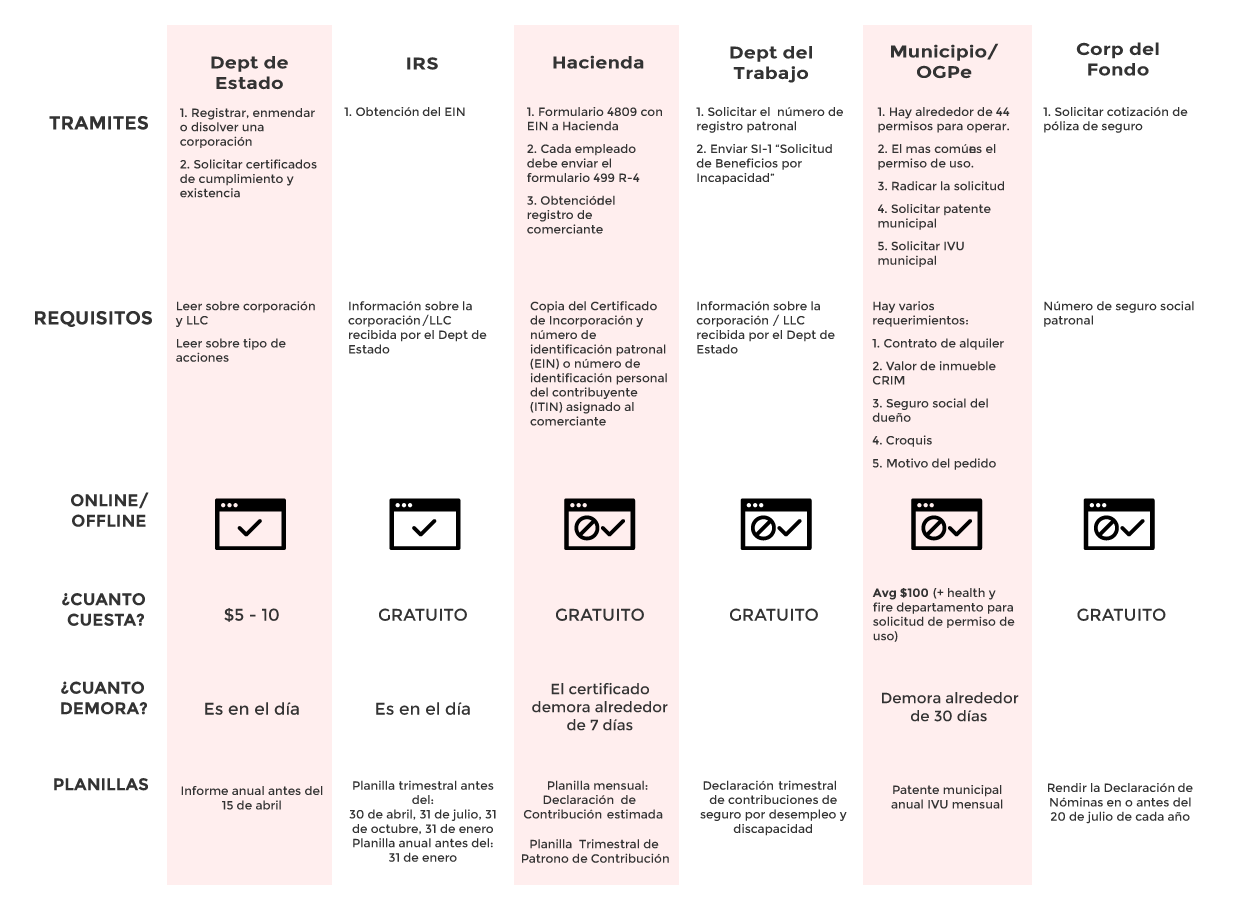 Dept de
Estado
IRS
Hacienda
Dept del
Trabajo
Municipio/
OGPe
Corp del
Fondo
TRAMITES
1. Registrar, enmendar
o disolver una
corporación
2. Solicitar certificados
de cumplimiento y
existencia
1. Obtención del EIN
1. Formulario 4809 con
EIN a Hacienda
2. Cada empleado
debe enviar el
formulario 499 R-4
3. Obtencióndel
registro de
comerciante
1. Solicitar el número de
registro patronal
2. Enviar SI-1 "Solicitud
de Beneficios por
Incapacidad"
1. Hay alrededor de 44
permisos para operar.
2. El mas comúnes el
permiso de uso.
3. Radicar la solicitud
4. Solicitar patente
municipal
5. Solicitar IVU
municipal
1. Solicitar cotización de
póliza de seguro
REQUISITOS
Leer sobre corporación
y LLC
Leer sobre tipo de
acciones
Información sobre la
corporación/LLC
recibida por el Dept de
Estado
Copia del Certificado
de Incorporación y
número de
identificación patronal
(EIN) o número de
identificación personal
del contribuyente
(ITIN) asignado al
comerciante
Información sobre la
corporación / LLC
recibida por el Dept de
Estado
Hay varios
requerimientos:
1. Contrato de alquiler
2. Valor de inmueble
CRIM
3. Seguro social del
dueño
4. Croquis
5. Motivo del pedido
Número de seguro social
patronal
ONLINE/
OFFLINE
¿CUANTO
CUESTA?
$5 - 10
GRATUITO
GRATUITO
GRATUITO
Avg $100 (+ health y
fire departamento para
solicitud de permiso de
uso)
GRATUITO
¿CUANTO
DEMORA?
Es en el día
Es en el día
El certificado
demora alrededor
de 7 días
Demora alrededor
de 30 días
PLANILLAS
Informe anual antes del
15 de abril
Planilla trimestral antes
del:
30 de abril, 31 de julio, 31
de octubre, 31 de enero
Planilla anual antes del:
31 de enero
Planilla mensual:
Declaración de
Contribución estimada
Planilla Trimestral de
Patrono de Contribución
Declaración trimestral
de contribuciones de
seguro por desempleo y
discapacidad
Patente municipal
anual IVU mensual
Rendir la Declaración de
Nóminas en o antes del
20 de julio de cada año